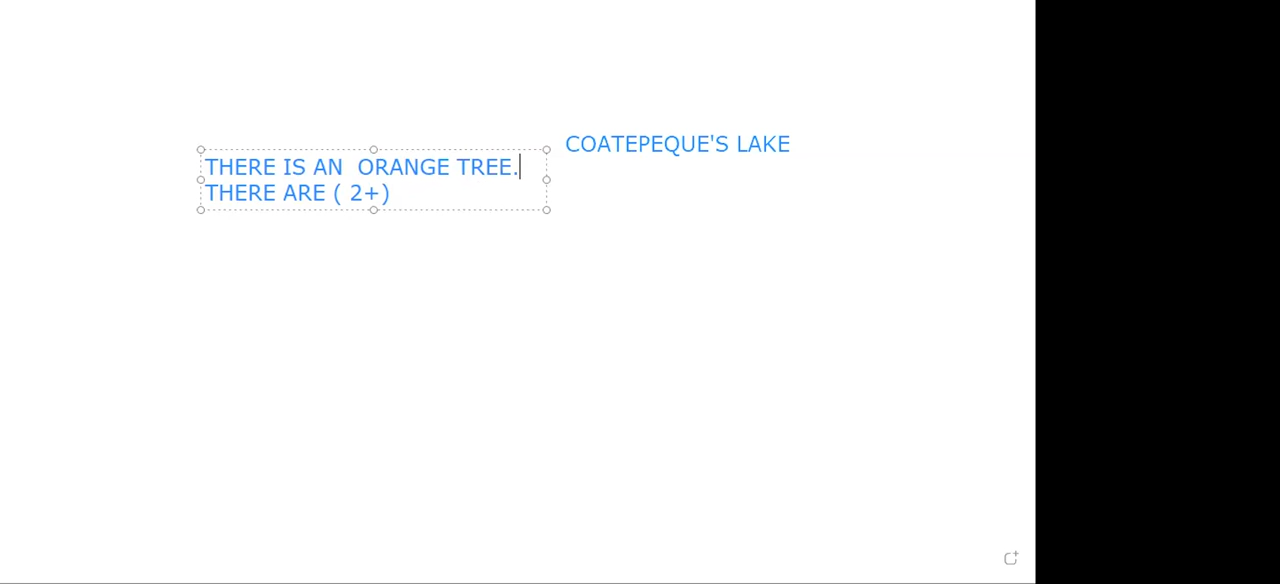 COATEPEQUE'S LAKE
THERE IS AN  ORANGE TREE.
THERE ARE ( 2+)